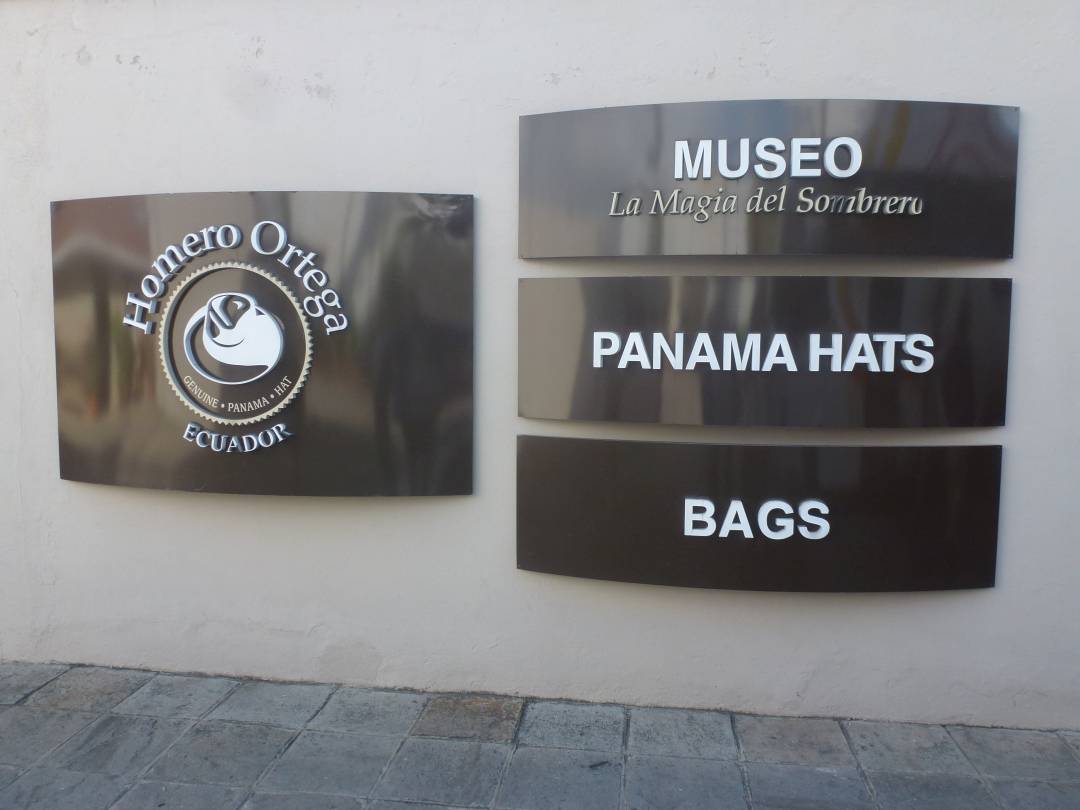 Homero Ortega
GENUINE • PANAMA • HAT
ECUADOR
MUSEO
La Magia del Sombrero
PANAMA HATS
BAGS